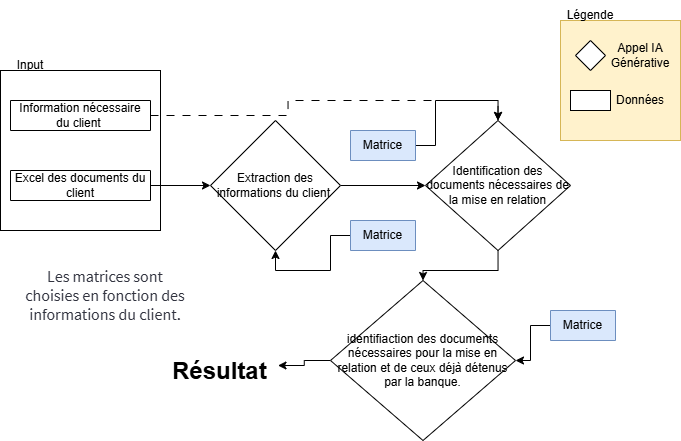 Légende
Appel IA
Générative
Données
Input
Information nécessaire
du client
Excel des documents du
client
Extraction des
informations du client
Matrice
Matrice
Identification des
documents nécessaires de
la mise en relation
Les matrices sont
choisies en fonction des
informations du client.
identifiaction des documents
nécessaires pour la mise en
relation et de ceux déjà détenus
par la banque.
Matrice
Résultat